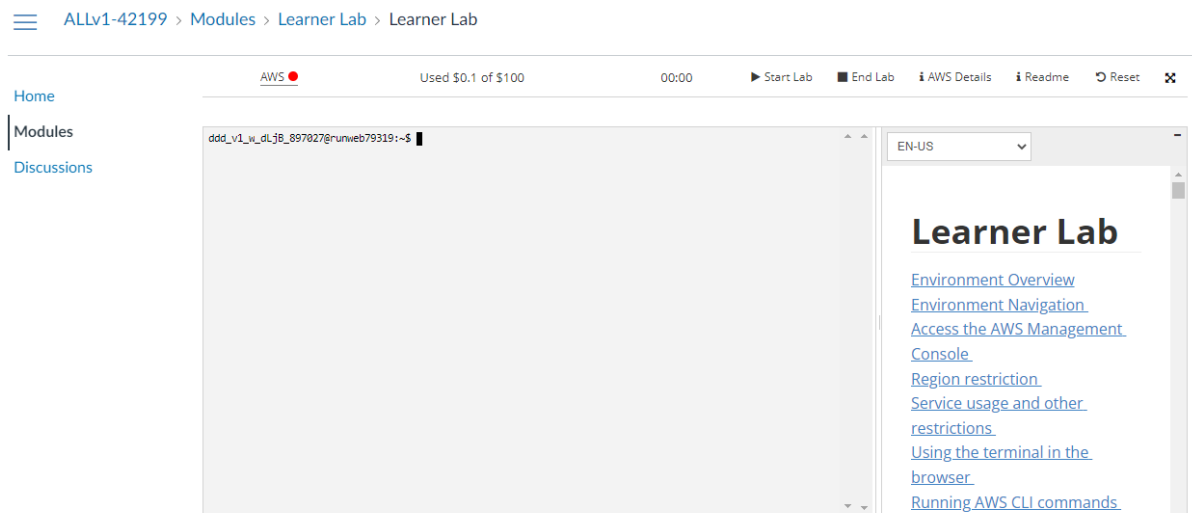 ALLv1-42199 > Modules > Learner Lab > Learner Lab
AWS Used $0.1 of $100 00:00 Start Lab End Lab i AWS Details i Readme Reset
Home
Modules
Discussions
ddd_v1_w_dLjB_897027@runweb79319:~$
EN-US
Learner Lab
Environment Overview
Environment Navigation
Access the AWS Management
Console
Region restriction
Service usage and other
restrictions
Using the terminal in the
browser
Running AWS CLI commands